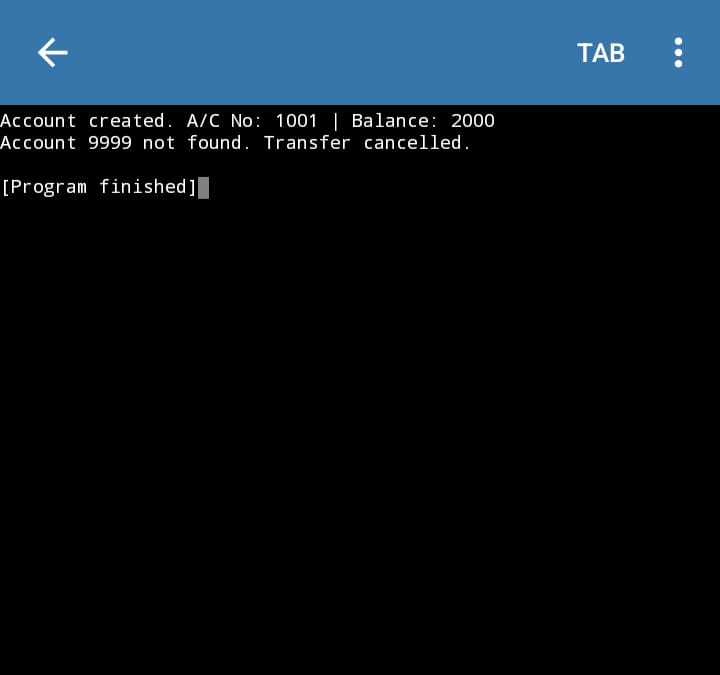 TAB
Account created. A/C No: 1001 | Balance: 2000
Account 9999 not found. Transfer cancelled.
[Program finished]